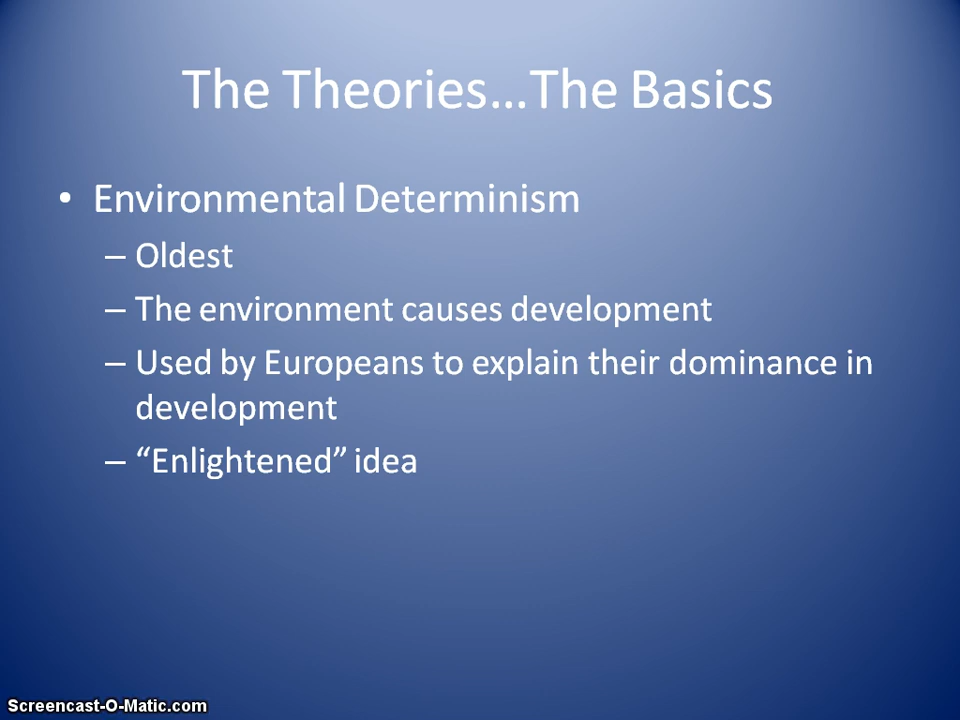 The Theories…The Basics
• Environmental Determinism
– Oldest
– The environment causes development
– Used by Europeans to explain their dominance in
development
– “Enlightened” idea
Screencast-O-Matic.com